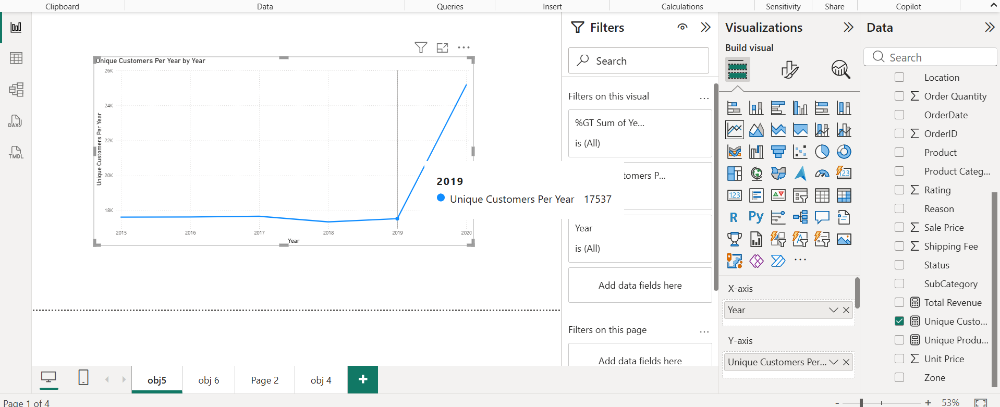 Clipboard
Data
Queries
Insert
Calculations
Sensitivity
Share
Copilot
DAX
TMDL
Unique Customers Per Year by Year
26K
24K
22K
20K
18K
Unique Customers Per Year
2015
2016
2017
2018
2019
2020
Year
2019
Unique Customers Per Year 17537
Filters
Search
Filters on this visual
...
%GT Sum of Ye...
is (All)
tomers P...
Year
is (All)
Add data fields here
Filters on this page
...
Add data fields here
Visualizations
Build visual
123
123
R
Py
...
X-axis
Year
Y-axis
Unique Customers Per...
Data
Search
Location
Order Quantity
OrderDate
OrderID
Product
Product Categ...
Rating
Reason
Sale Price
Shipping Fee
Status
SubCategory
Total Revenue
Unique Custo...
Unique Produ...
Unit Price
Zone
obj5
obj 6
Page 2
obj 4
+
Page 1 of 4
-
+
53%